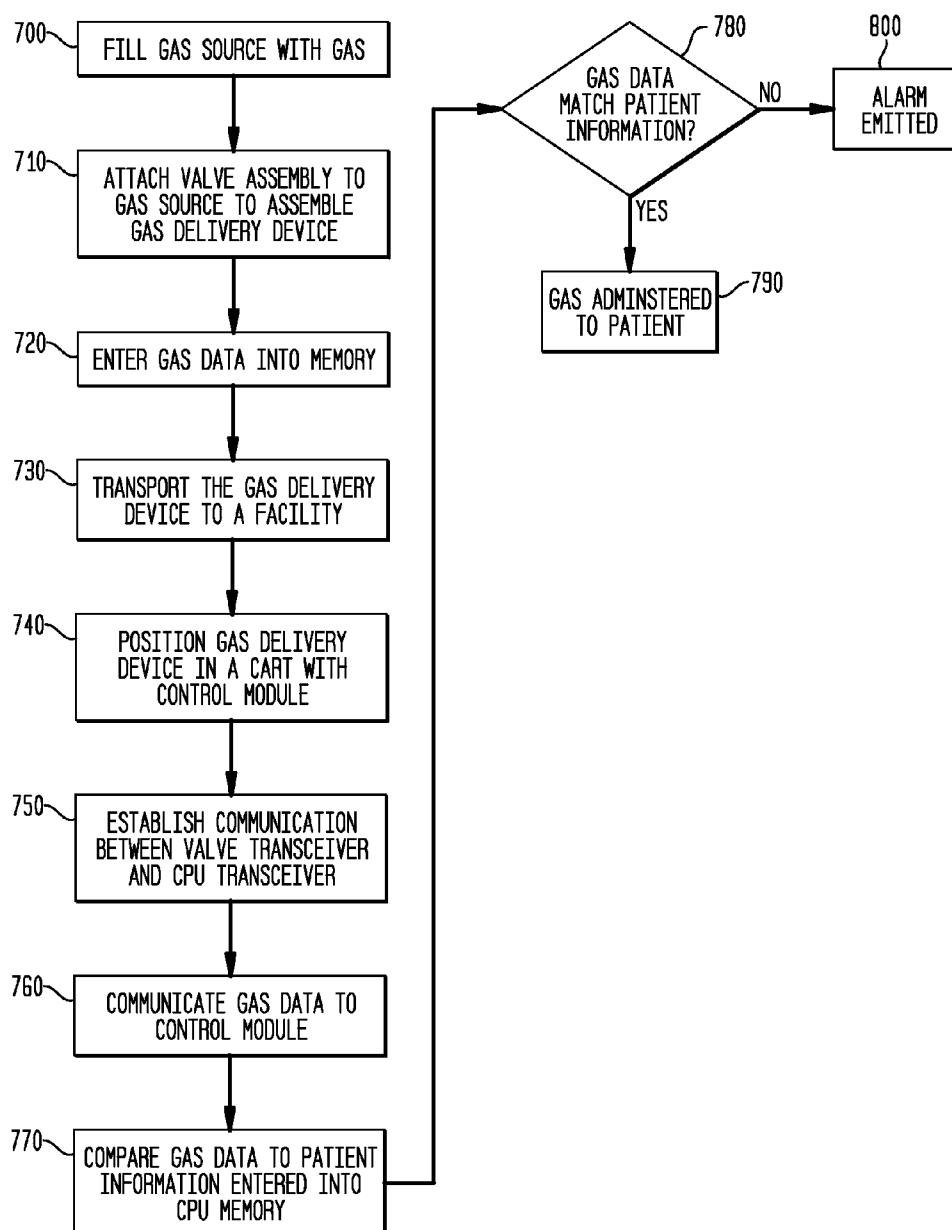 700
FILL GAS SOURCE WITH GAS
710
ATTACH VALVE ASSEMBLY TO
GAS SOURCE TO ASSEMBLE
GAS DELIVERY DEVICE
720
ENTER GAS DATA INTO MEMORY
730
TRANSPORT THE GAS DELIVERY
DEVICE TO A FACILITY
740
POSITION GAS DELIVERY
DEVICE IN A CART WITH
CONTROL MODULE
750
ESTABLISH COMMUNICATION
BETWEEN VALVE TRANSCEIVER
AND CPU TRANSCEIVER
760
COMMUNICATE GAS DATA TO
CONTROL MODULE
770
COMPARE GAS DATA TO PATIENT
INFORMATION ENTERED INTO
CPU MEMORY
780
GAS DATA
MATCH PATIENT
INFORMATION?
NO
YES
790
GAS ADMINSTERED
TO PATIENT
800
ALARM
EMITTED